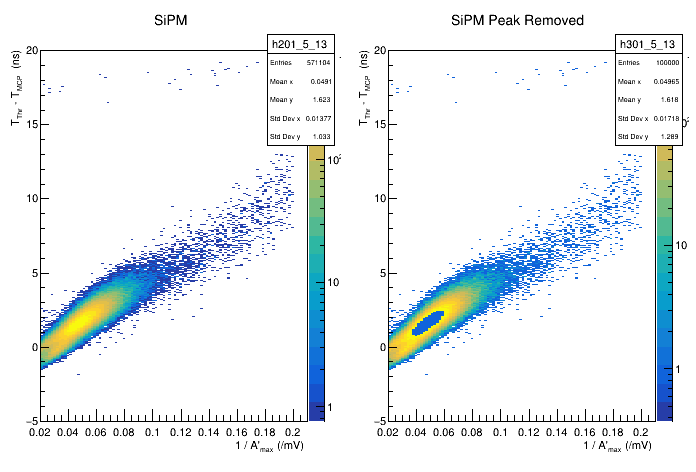 SiPM
h201_5_13
Entries 571104
Mean x 0.0491
Mean y 1.623
Std Dev x 0.01377
Std Dev y 1.033
T_Thr - T_MCP (ns)
20
15
10
5
0
−5
0.02 0.04 0.06 0.08 0.1 0.12 0.14 0.16 0.18 0.2
1 / A'_max (/mV)
10²
10
1
SiPM Peak Removed
h301_5_13
Entries 100000
Mean x 0.04965
Mean y 1.618
Std Dev x 0.01718
Std Dev y 1.289
T_Thr - T_MCP (ns)
20
15
10
5
0
−5
0.02 0.04 0.06 0.08 0.1 0.12 0.14 0.16 0.18 0.2
1 / A'_max (/mV)
10
1